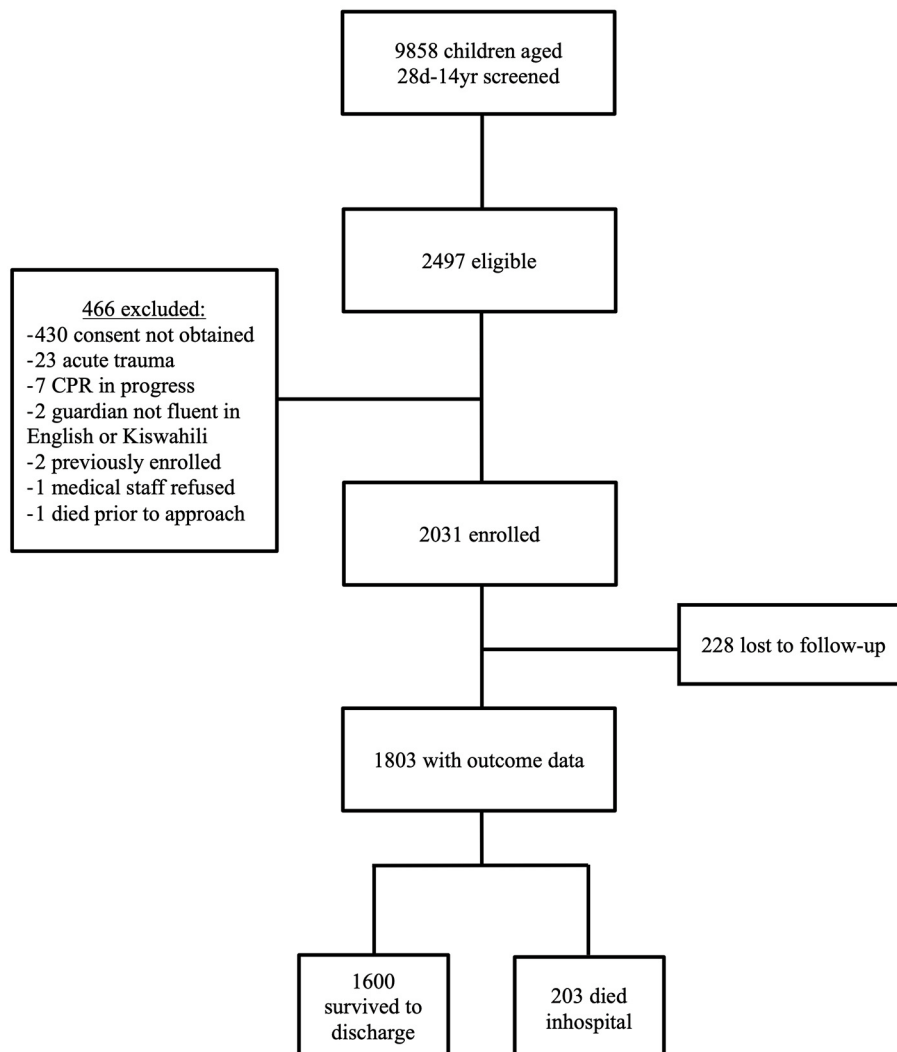 9858 children aged
28d-14yr screened
2497 eligible
466 excluded:
-430 consent not obtained
-23 acute trauma
-7 CPR in progress
-2 guardian not fluent in
English or Kiswahili
-2 previously enrolled
-1 medical staff refused
-1 died prior to approach
2031 enrolled
228 lost to follow-up
1803 with outcome data
1600
survived to
discharge
203 died
inhospital